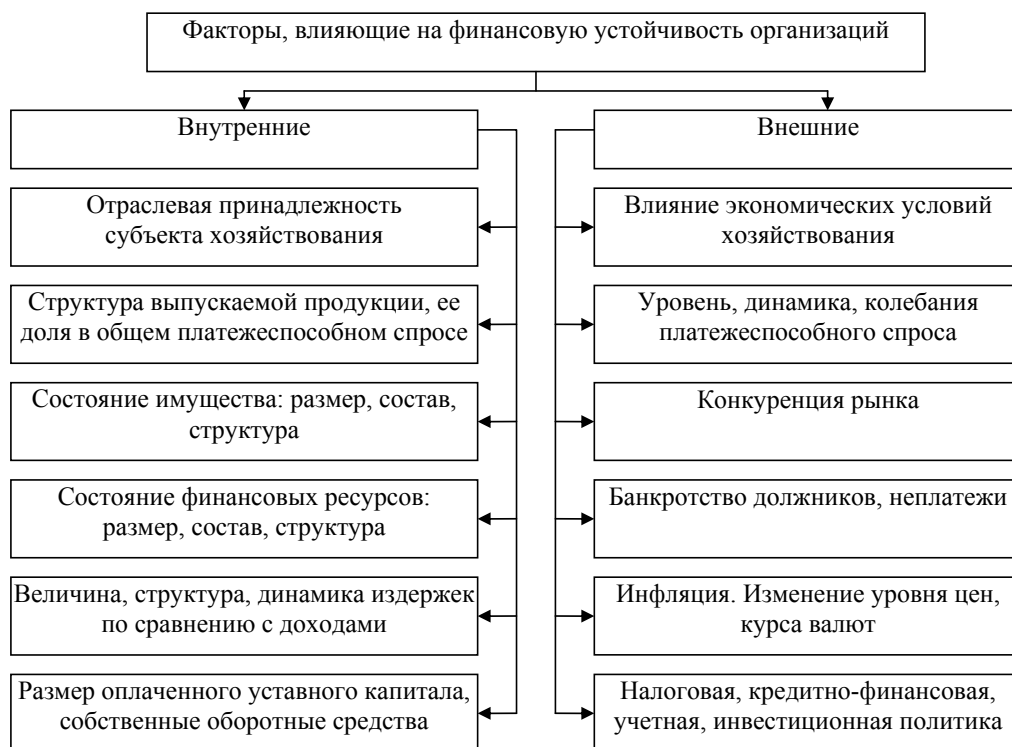 Факторы, влияющие на финансовую устойчивость организаций
Внутренние
Отраслевая принадлежность
субъекта хозяйствования
Структура выпускаемой продукции, ее
доля в общем платежеспособном спросе
Состояние имущества: размер, состав,
структура
Состояние финансовых ресурсов:
размер, состав, структура
Величина, структура, динамика издержек
по сравнению с доходами
Размер оплаченного уставного капитала,
собственные оборотные средства
Внешние
Влияние экономических условий
хозяйствования
Уровень, динамика, колебания
платежеспособного спроса
Конкуренция рынка
Банкротство должников, неплатежи
Инфляция. Изменение уровня цен,
курса валют
Налоговая, кредитно-финансовая,
учетная, инвестиционная политика